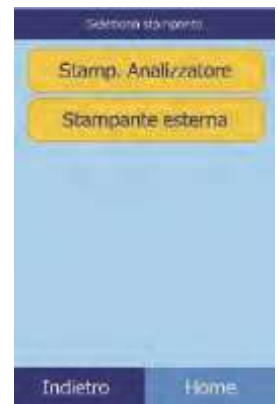 Seleziona stampante
Stamp. Analizzatore
Stampante esterna
Indietro Home